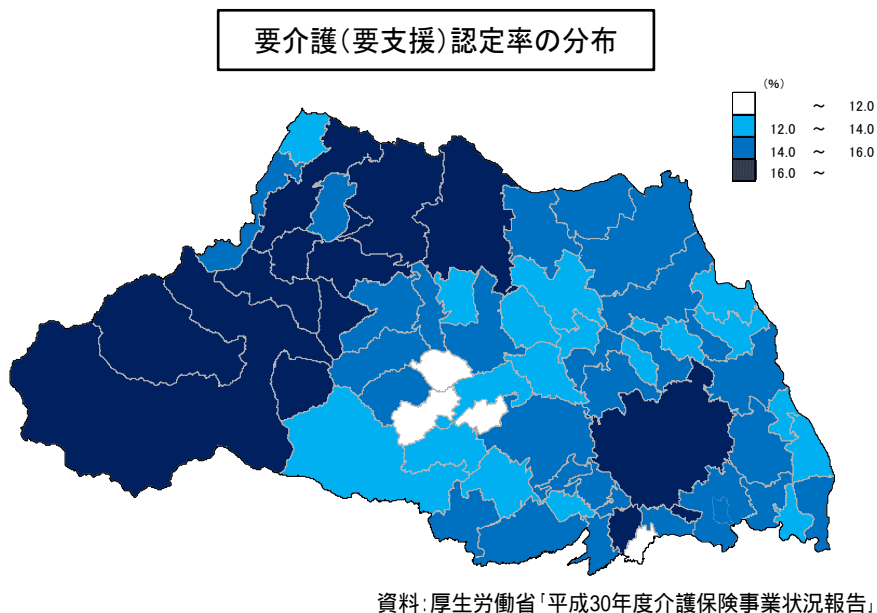 要介護(要支援)認定率の分布
(%)
～ 12.0
12.0 ～ 14.0
14.0 ～ 16.0
16.0 ～
資料:厚生労働省「平成30年度介護保険事業状況報告」